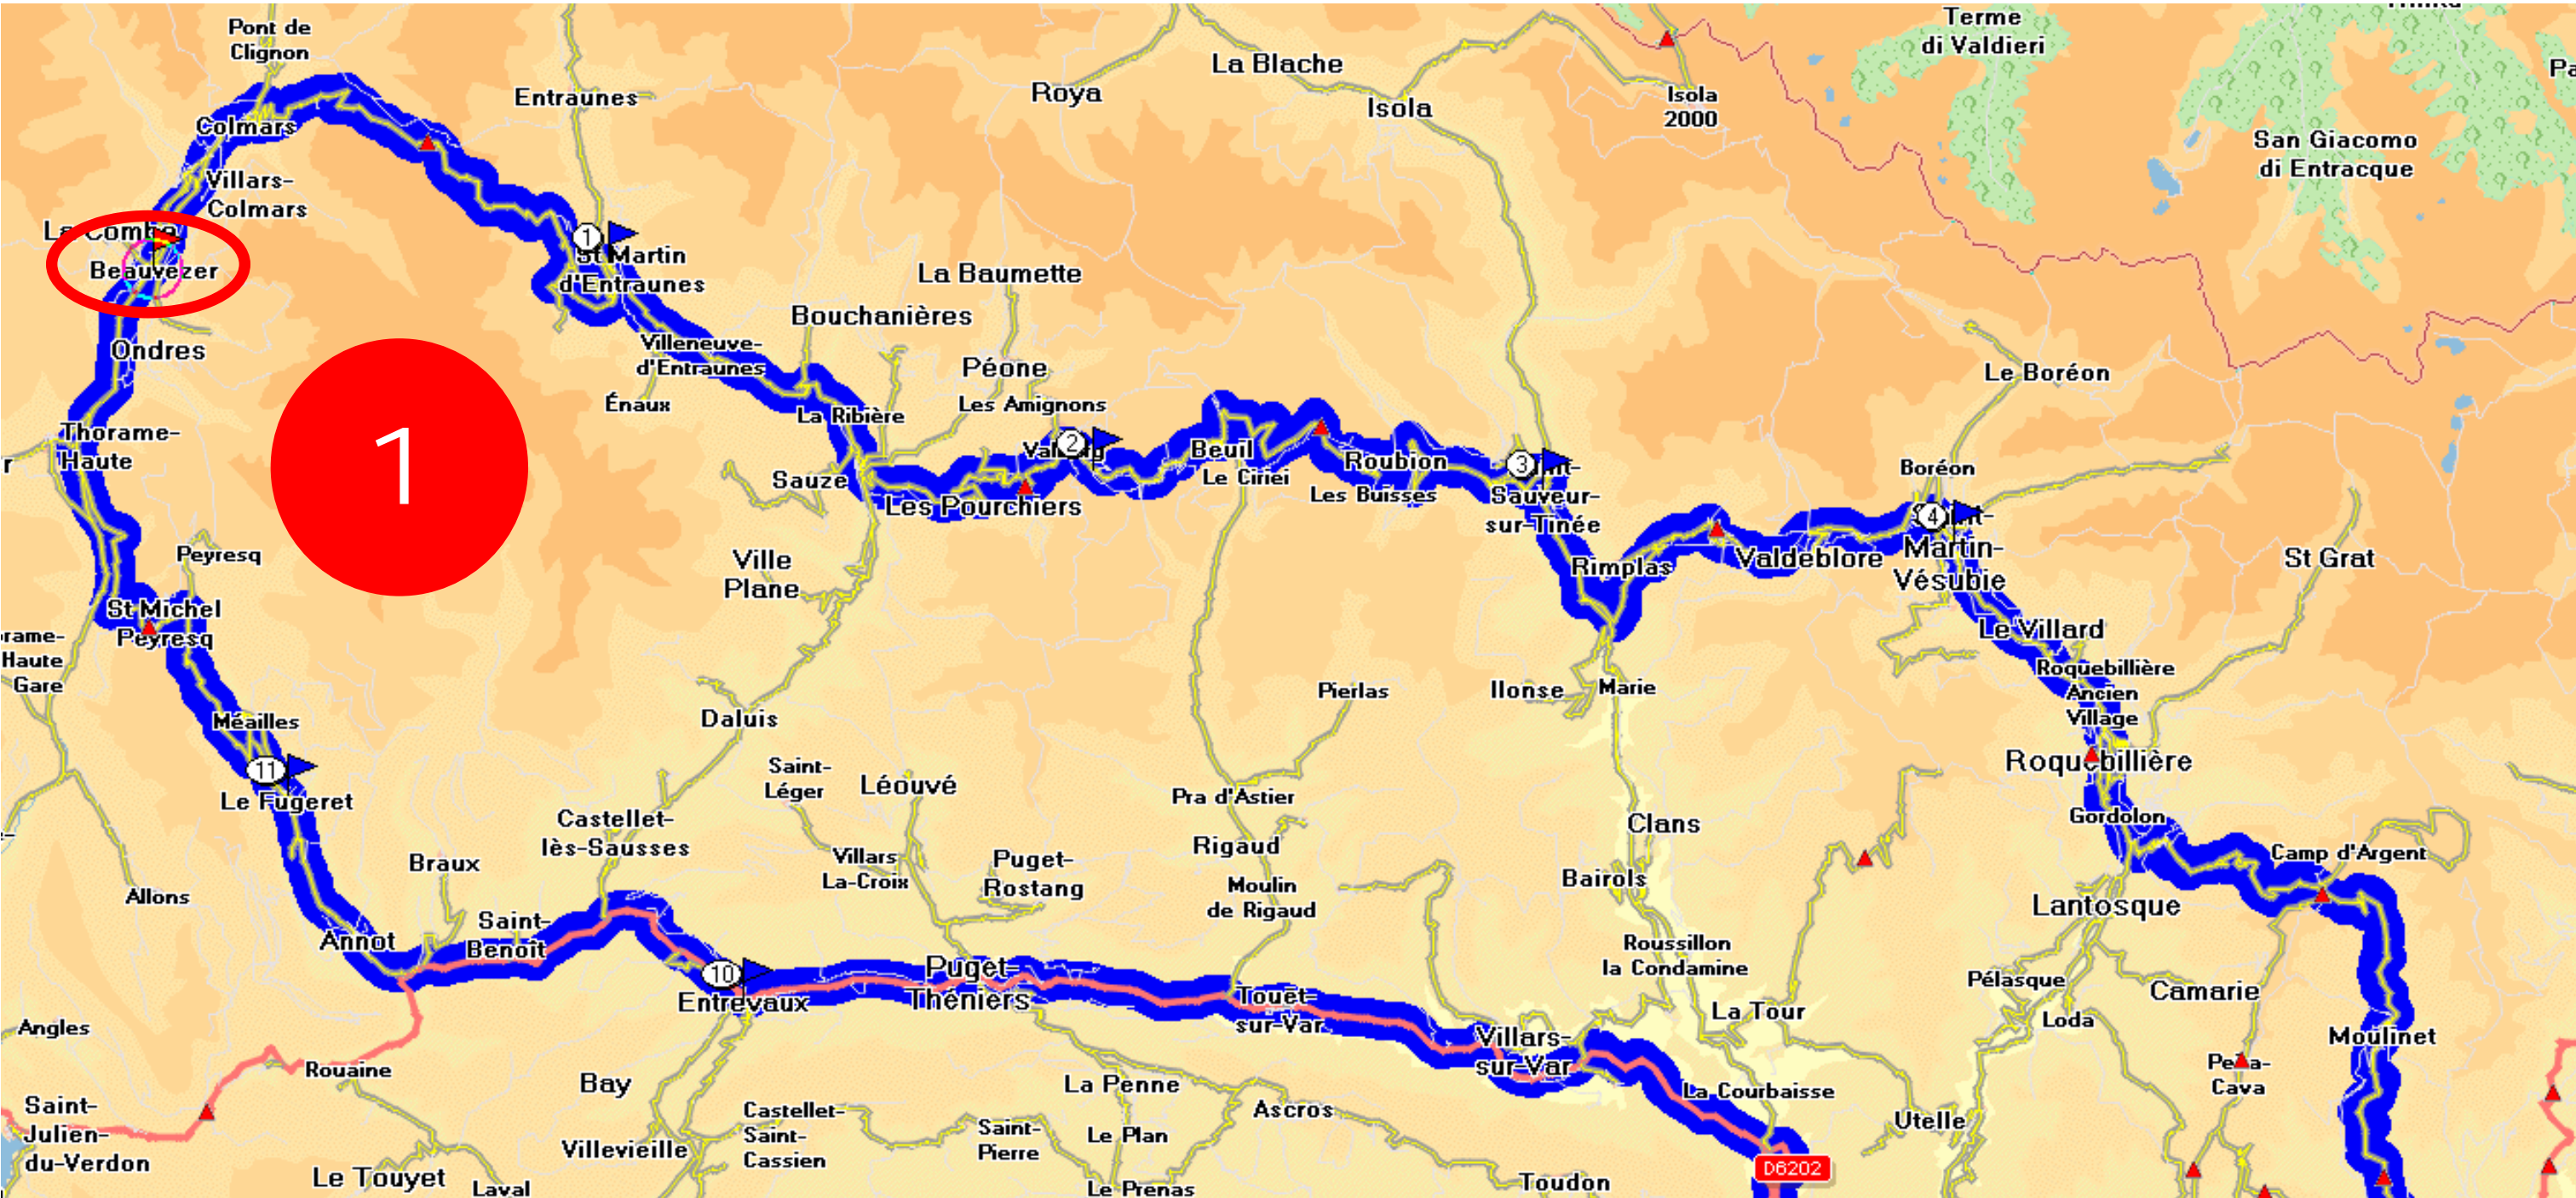 Pont de
Clignon
Entraunes
Colmars
Villars-
Colmars
Beauvezer
Ondres
1
St Martin
d'Entraunes
La Baumette
Bouchanières
Villeneuve-
d'Entraunes
Énaux
La Ribière
Péone
Les Amignons
Roya
La Blache
Isola
Isola
2000
Terme
di Valdieri
San Giacomo
di Entracque
Thorame-
Haute
1
Sauze
2
Les Pourchiers
Beuil
Le Ciriei
Roubion
Les Buisses
3
Sauveur-
sur-Tinée
Rimplas
Valdeblore
Le Boréon
Boréon
4
Martin-
Vésubie
St Grat
Peyresq
St Michel
Peyresq
Haute
Gare
Ville
Plane
Le Villard
Roquebillière
Ancien
Village
Roquebillière
Gordolon
Ilonse
Marie
Pierlas
Daluis
Méailles
11
Le Fugeret
Saint-
Léger
Léouvé
Pra d'Astier
Rigaud
Clans
Castellet-
lès-Sausses
Braux
Villars
La-Croix
Puget-
Rostang
Moulin
de Rigaud
Bairols
Camp d'Argent
Lantosque
Allons
Annot
Saint-
Benoît
10
Entrevaux
Puget-
Théniers
Touët-
sur-Var
Roussillon
la Condamine
La Tour
Pélasque
Camarie
Loda
Moulinet
Angles
Rouaine
Bay
La Penne
Villars-
sur-Var
La Courbaisse
Utelle
Cava
Saint-
Julien-
du-Verdon
Le Touyet
Laval
Villevieille
Castellet-
Saint-
Cassien
Saint-
Pierre
Le Plan
Ascros
Le Prenas
Toudon
D6202